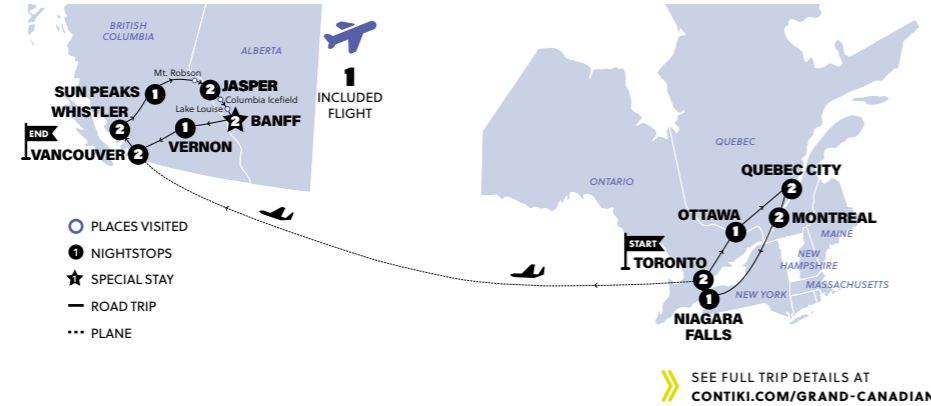 BRITISH
COLUMBIA
ALBERTA
1
INCLUDED
FLIGHT
Mt. Robson
SUN PEAKS
1
2
JASPER
Columbia Icefield
Lake Louise
WHISTLER
2
2
BANFF
1
VERNON
END
VANCOUVER
2
PLACES VISITED
1 NIGHTSTOPS
1 SPECIAL STAY
ROAD TRIP
PLANE
QUEBEC
ONTARIO
QUEBEC CITY
2
OTTAWA
1
2
MONTREAL
MAINE
START
TORONTO
2
NEW
HAMPSHIRE
MASSACHUSETTS
NEW YORK
1
NIAGARA
FALLS
SEE FULL TRIP DETAILS AT
CONTIKI.COM/GRAND-CANADIAN